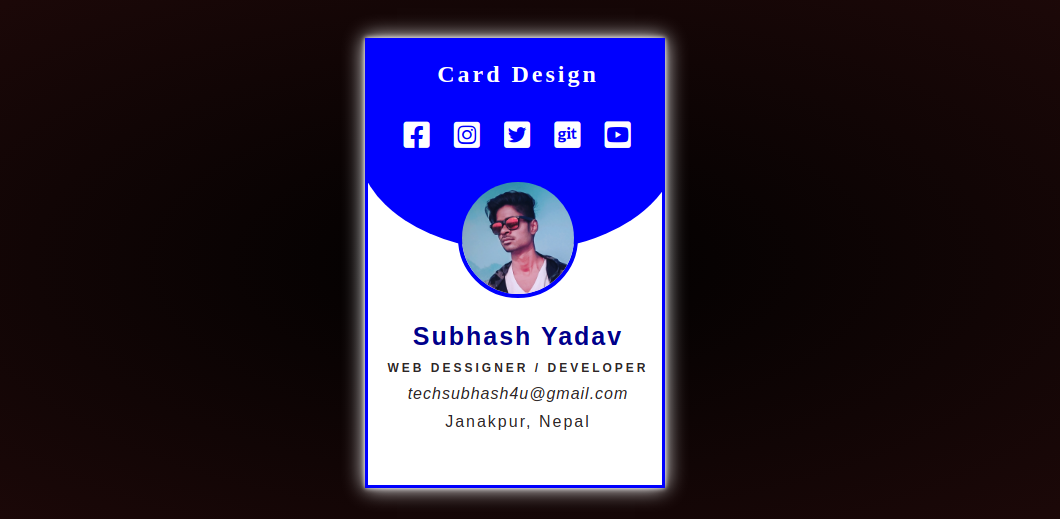 Card Design
git
Subhash Yadav
WEB DESSIGNER / DEVELOPER
techsubhash4u@gmail.com
Janakpur, Nepal